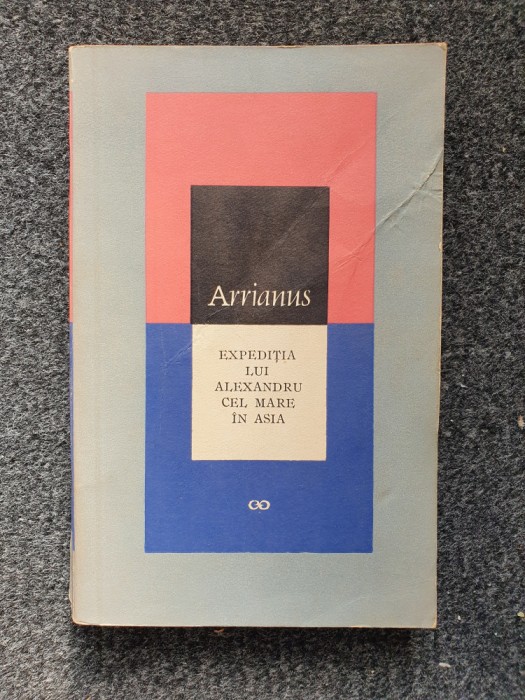 Arrianus
EXPEDIȚIA
LUI
ALEXANDRU
CEL MARE
ÎN ASIA